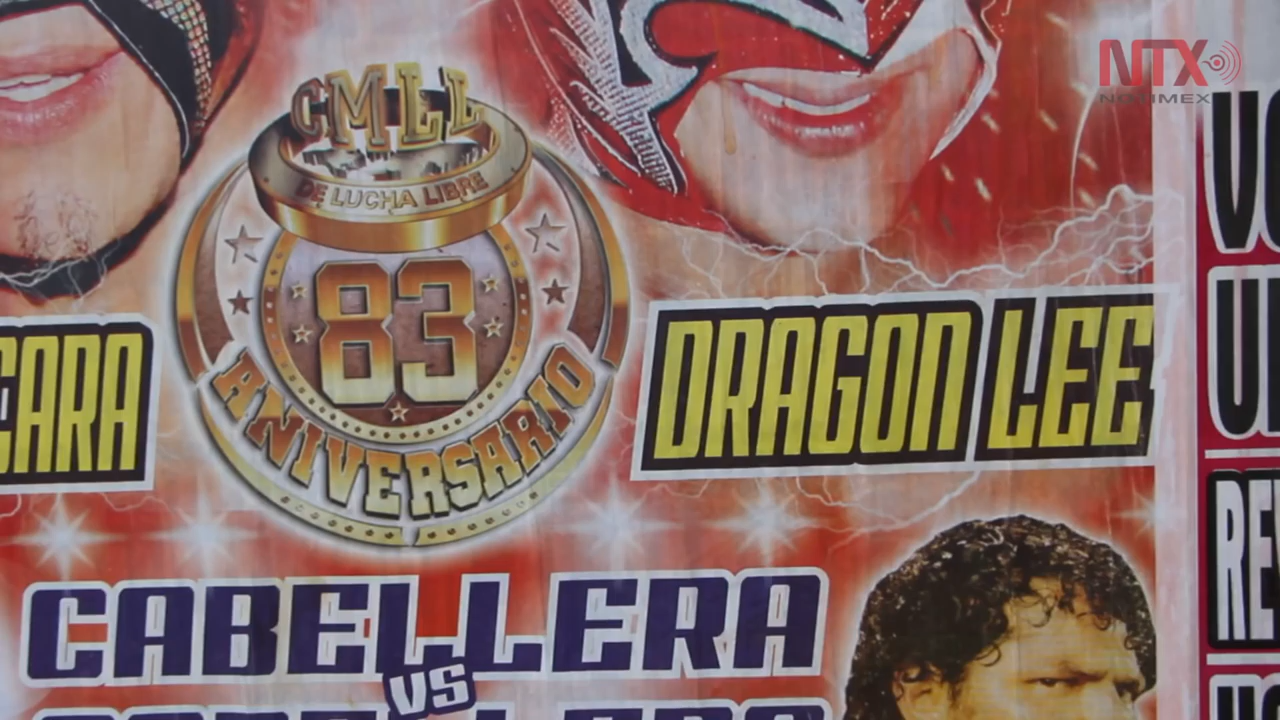 NTX
NOTIMEX
CMLL
DE LUCHA LIBRE
83
ANIVERSARIO
CARA
DRAGON LEE
CABELLERA
VS